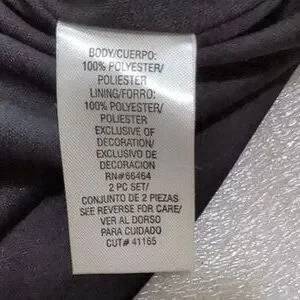 BODY/CUERPO:
100% POLYESTER/
POLIESTER
LINING/FORRO:
100% POLYESTER/
POLIESTER
EXCLUSIVE OF
DECORATION/
EXCLUSIVO DE
DECORACION
RN#66464
2 PC SET/
CONJUNTO DE 2 PIEZAS
SEE REVERSE FOR CARE/
VER AL DORSO
PARA CUIDADO
CUT# 41165